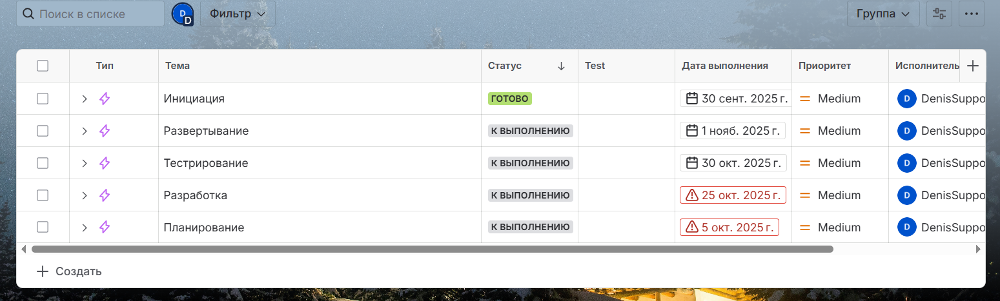 Поиск в списке D D Фильтр Группа
Тип Тема Статус Test Дата выполнения Приоритет Исполнитель
Инициация ГОТОВО 30 сент. 2025 г. Medium D DenisSuppo
Развертывание К ВЫПОЛНЕНИЮ 1 нояб. 2025 г. Medium D DenisSuppo
Тестрирование К ВЫПОЛНЕНИЮ 30 окт. 2025 г. Medium D DenisSuppo
Разработка К ВЫПОЛНЕНИЮ 25 окт. 2025 г. Medium D DenisSuppo
Планирование К ВЫПОЛНЕНИЮ 5 окт. 2025 г. Medium D DenisSuppo
Создать